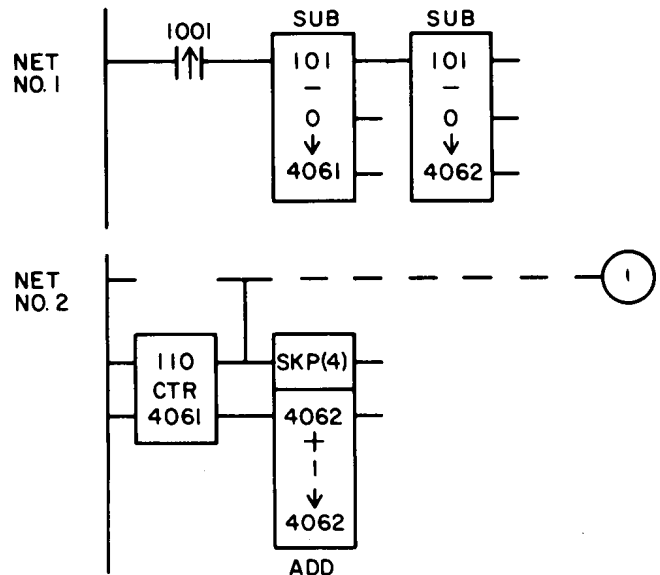 SUB SUB
1001
NET
NO. 1
101
–
0
↓
4061
101
–
0
↓
4062
NET
NO. 2
1
110
CTR
4061
SKP(4)
4062
+
1
↓
4062
ADD